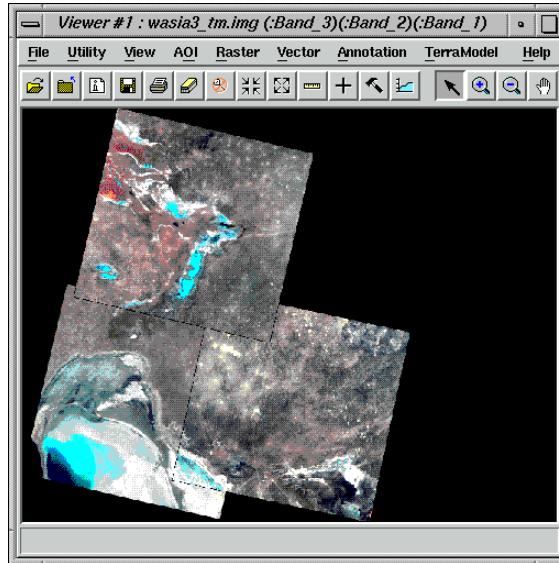 Viewer #1 : wasia3_tm.img (:Band_3)(:Band_2)(:Band_1)
File Utility View AOI Raster Vector Annotation TerraModel Help